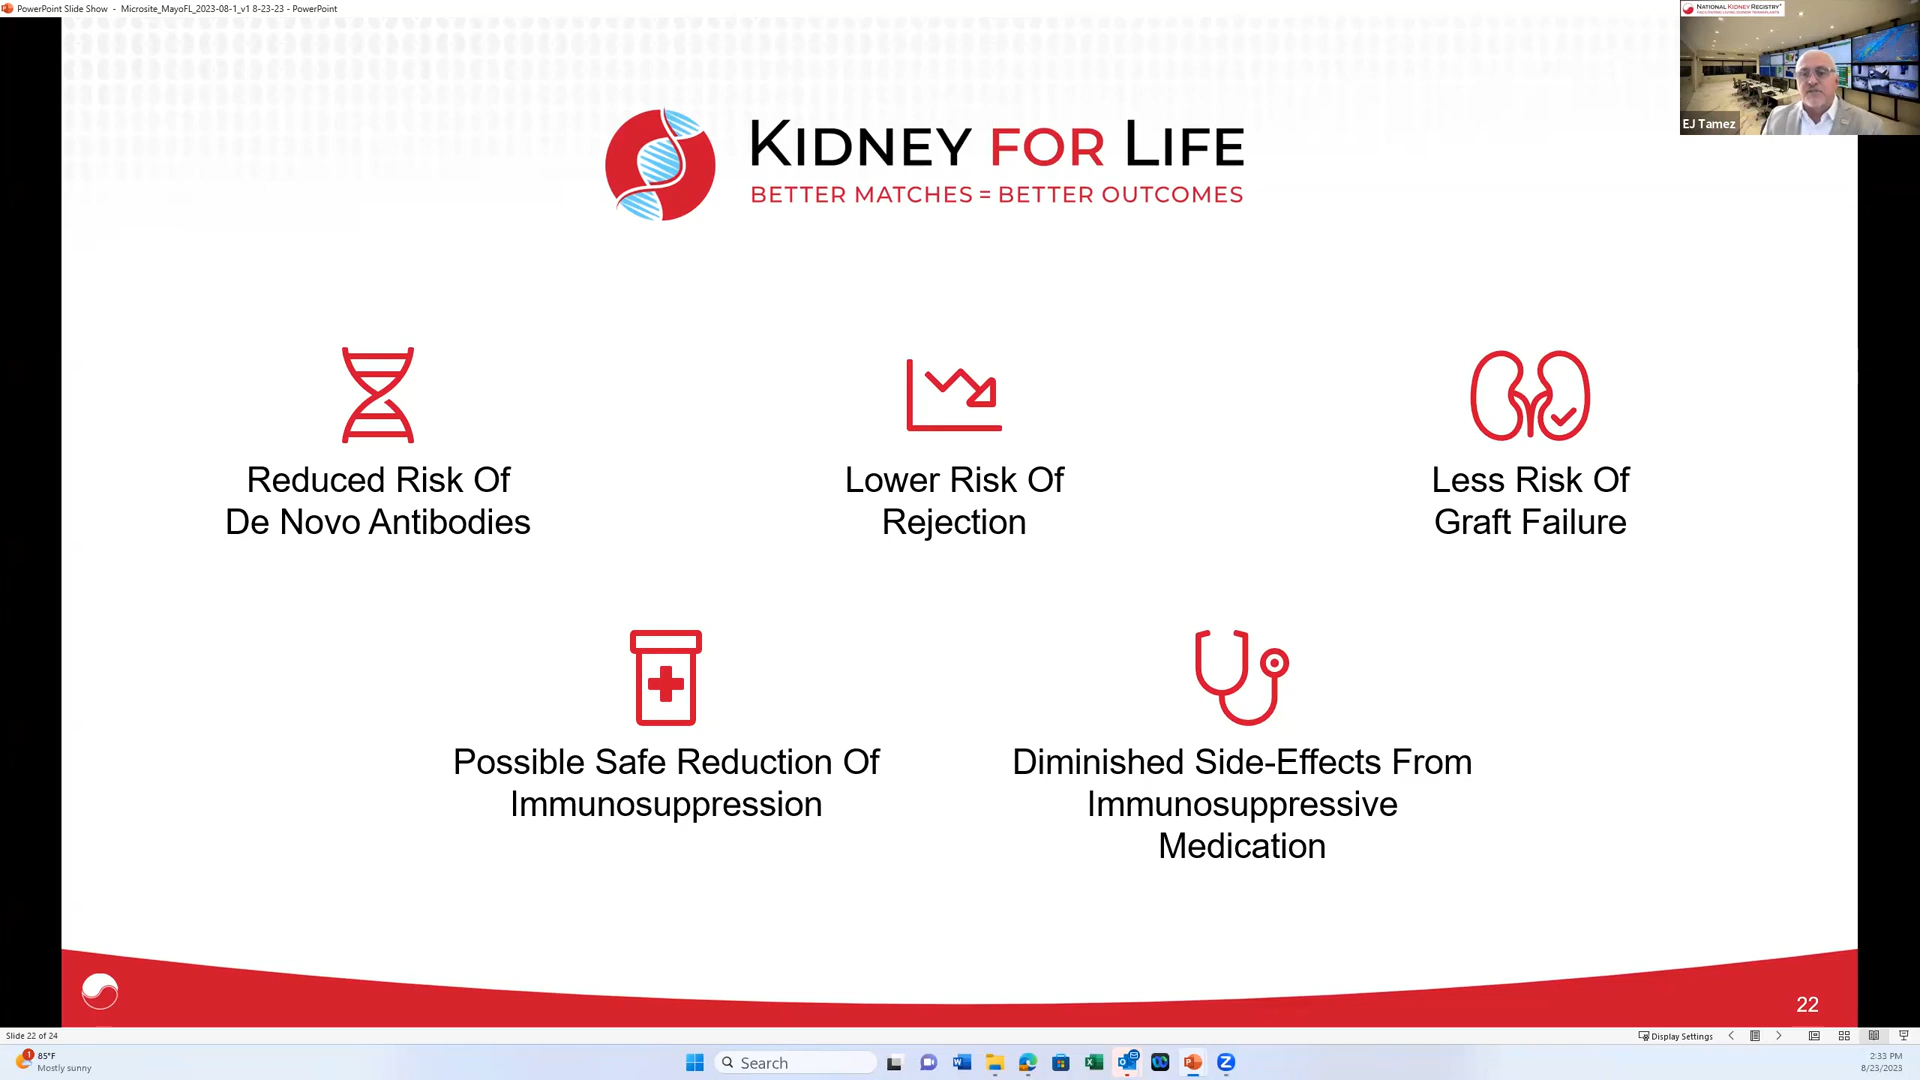 PowerPoint Slide Show - Microsite_MayoFL_2023-08-1_v1 8-23-23 - PowerPoint
NATIONAL KIDNEY REGISTRY
EJ Tamez
KIDNEY FOR LIFE
BETTER MATCHES = BETTER OUTCOMES
Reduced Risk Of
De Novo Antibodies
Lower Risk Of
Rejection
Less Risk Of
Graft Failure
Possible Safe Reduction Of
Immunosuppression
Diminished Side-Effects From
Immunosuppressive
Medication
22
Slide 22 of 24
Display Settings
1
85°F
Mostly sunny
Search
2:33 PM
8/23/2023